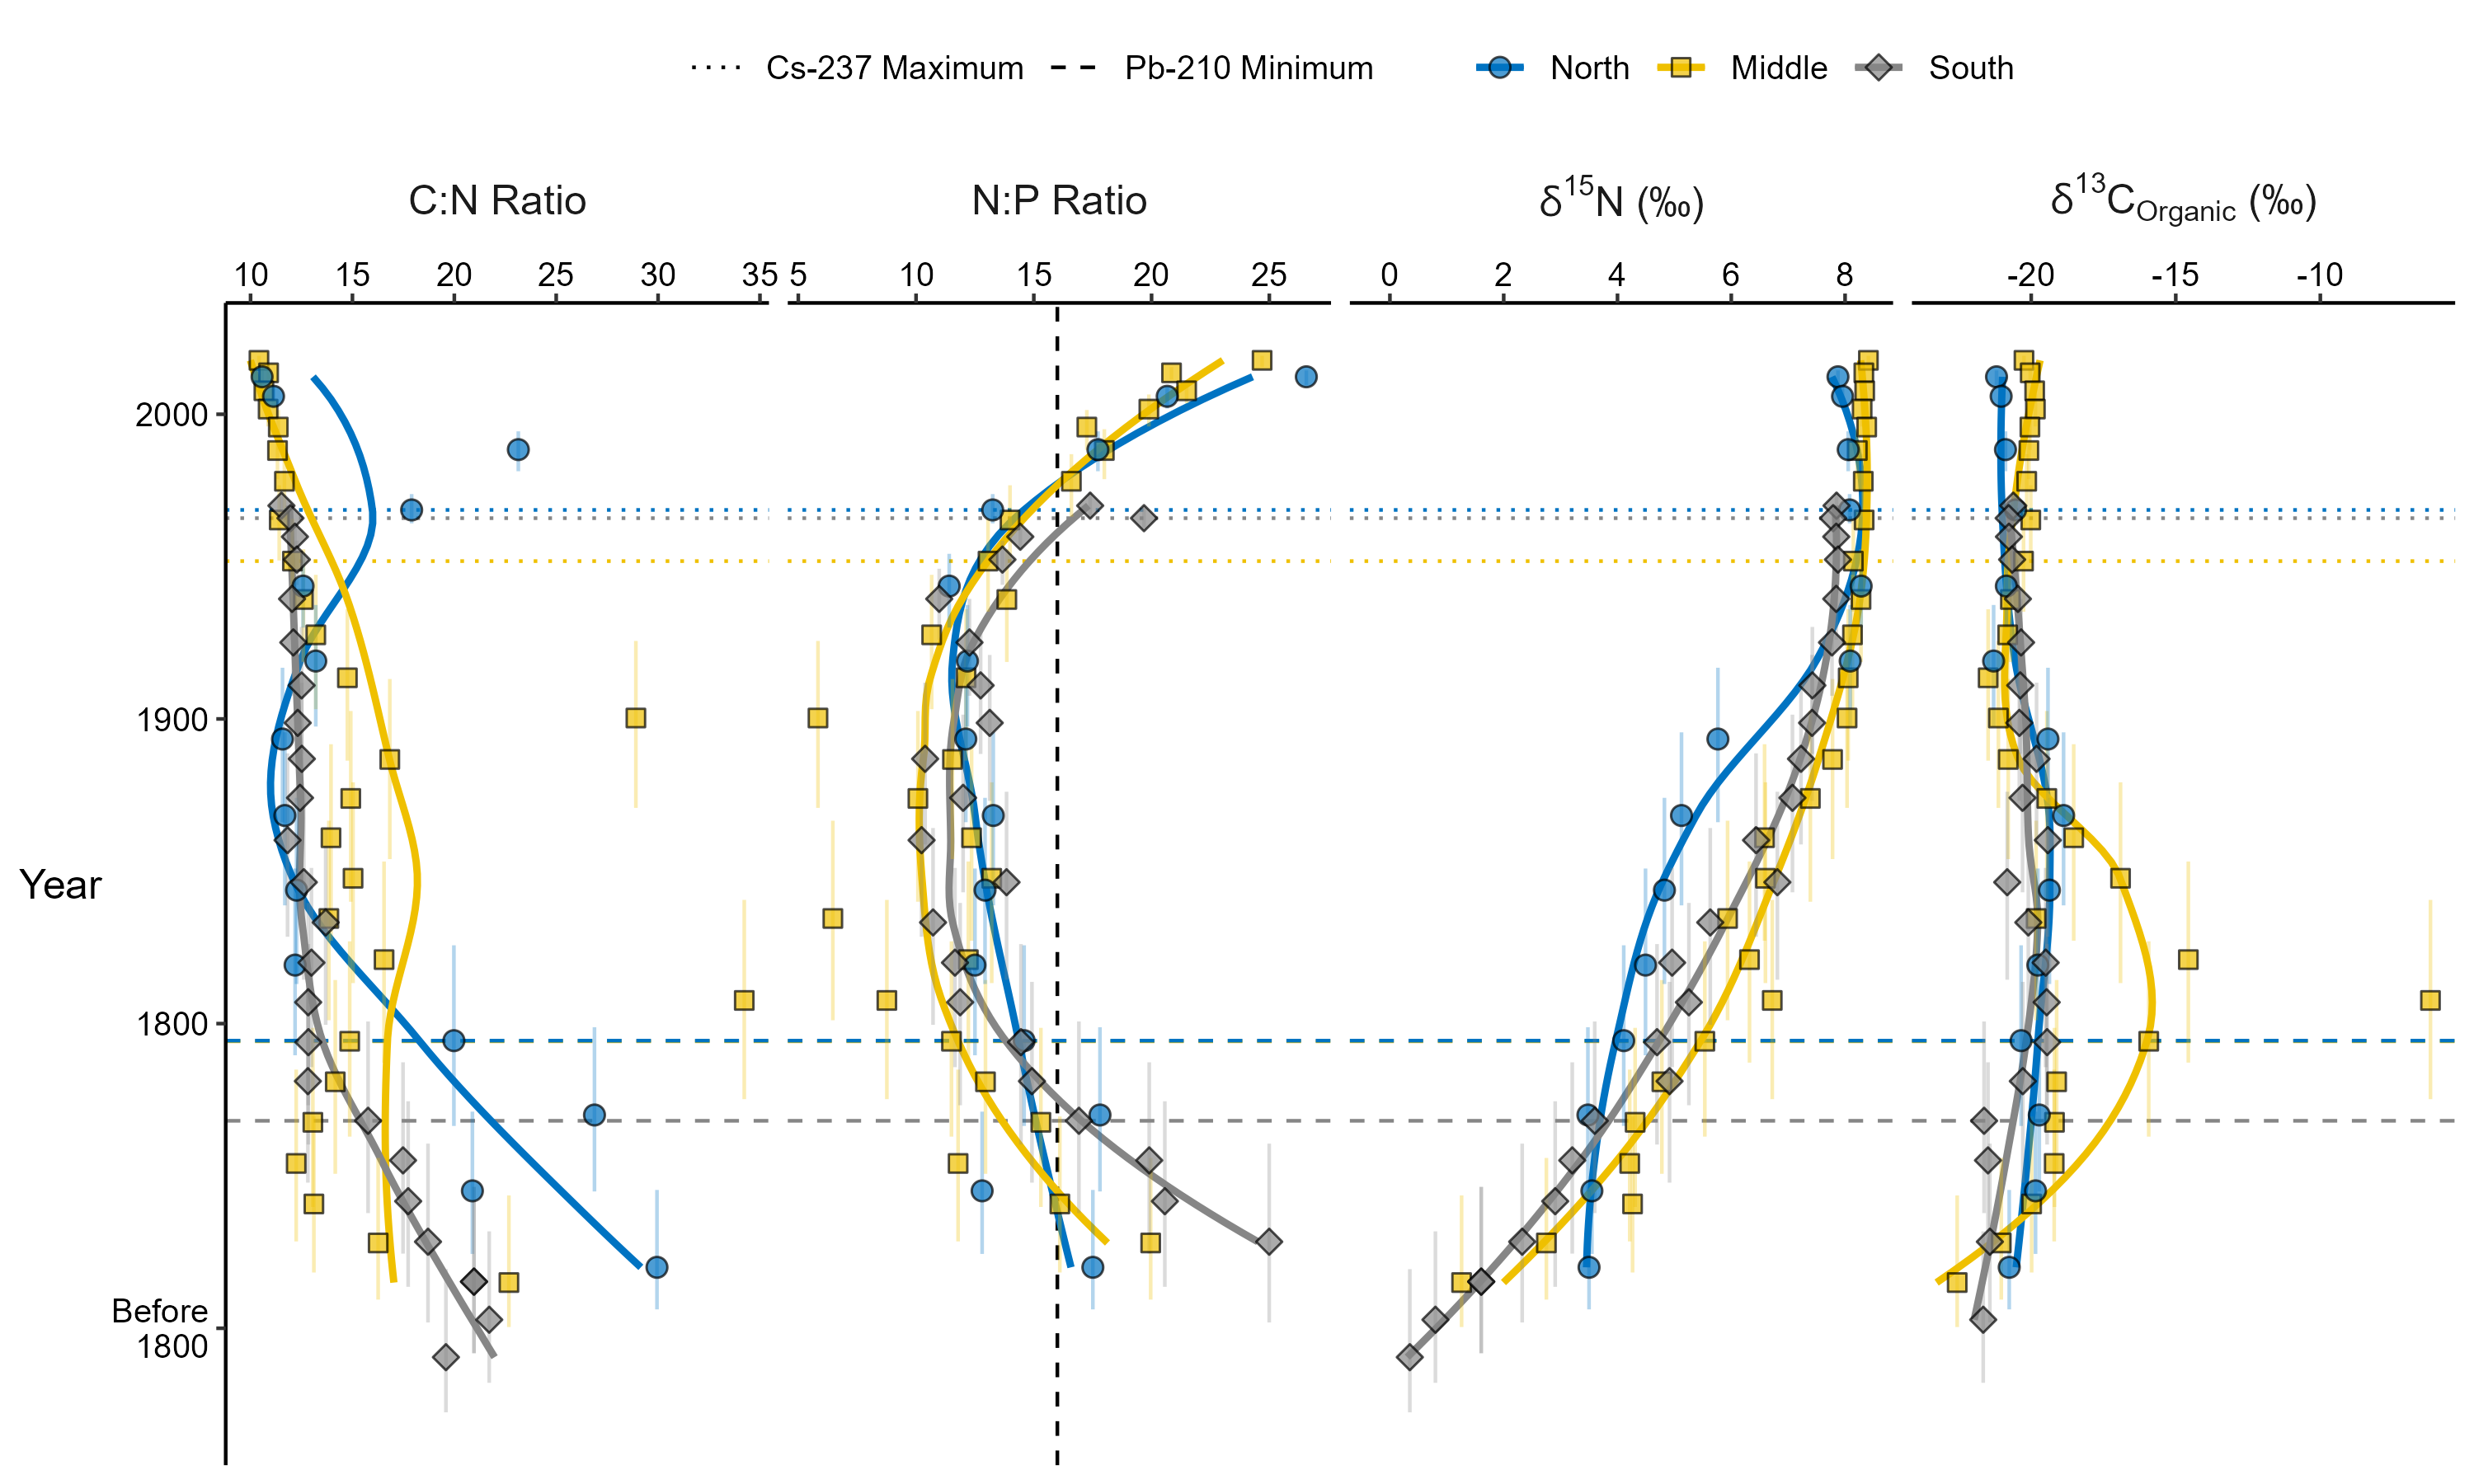 Cs-237 Maximum Pb-210 Minimum North Middle South
C:N Ratio N:P Ratio δ15N (‰) δ13COrganic (‰)
10 15 20 25 30 35 5 10 15 20 25 0 2 4 6 8 -20 -15 -10
2000
1900
Year
1800
Before
1800